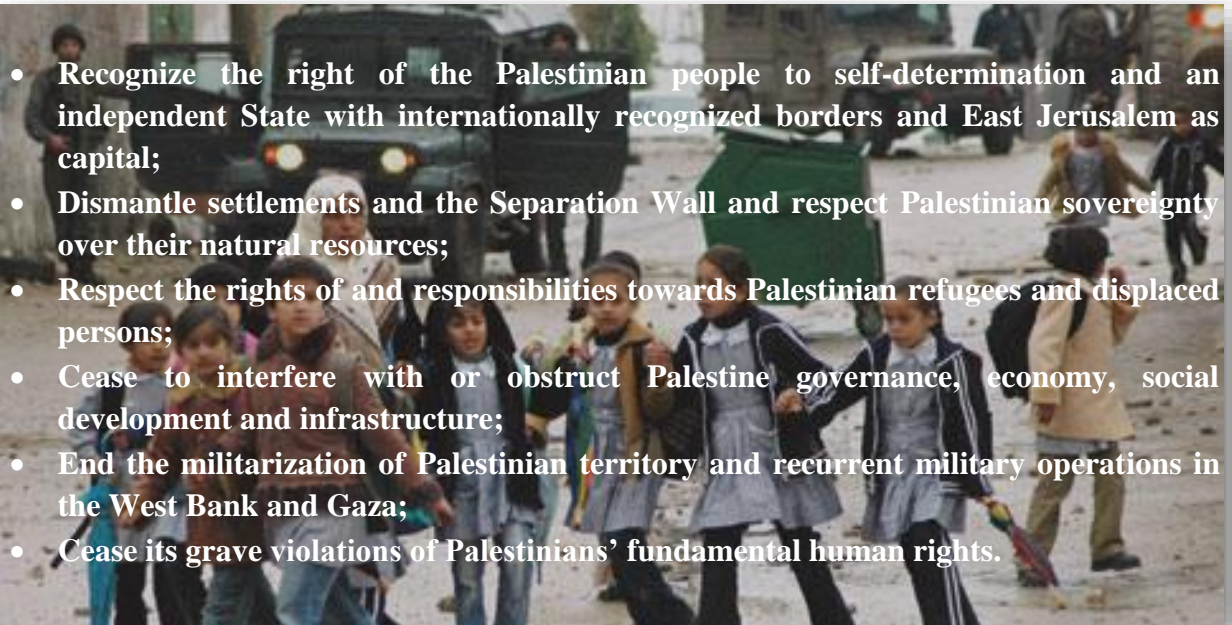 • Recognize the right of the Palestinian people to self-determination and an
independent State with internationally recognized borders and East Jerusalem as
capital;
• Dismantle settlements and the Separation Wall and respect Palestinian sovereignty
over their natural resources;
• Respect the rights of and responsibilities towards Palestinian refugees and displaced
persons;
• Cease to interfere with or obstruct Palestine governance, economy, social
development and infrastructure;
• End the militarization of Palestinian territory and recurrent military operations in
the West Bank and Gaza;
• Cease its grave violations of Palestinians’ fundamental human rights.